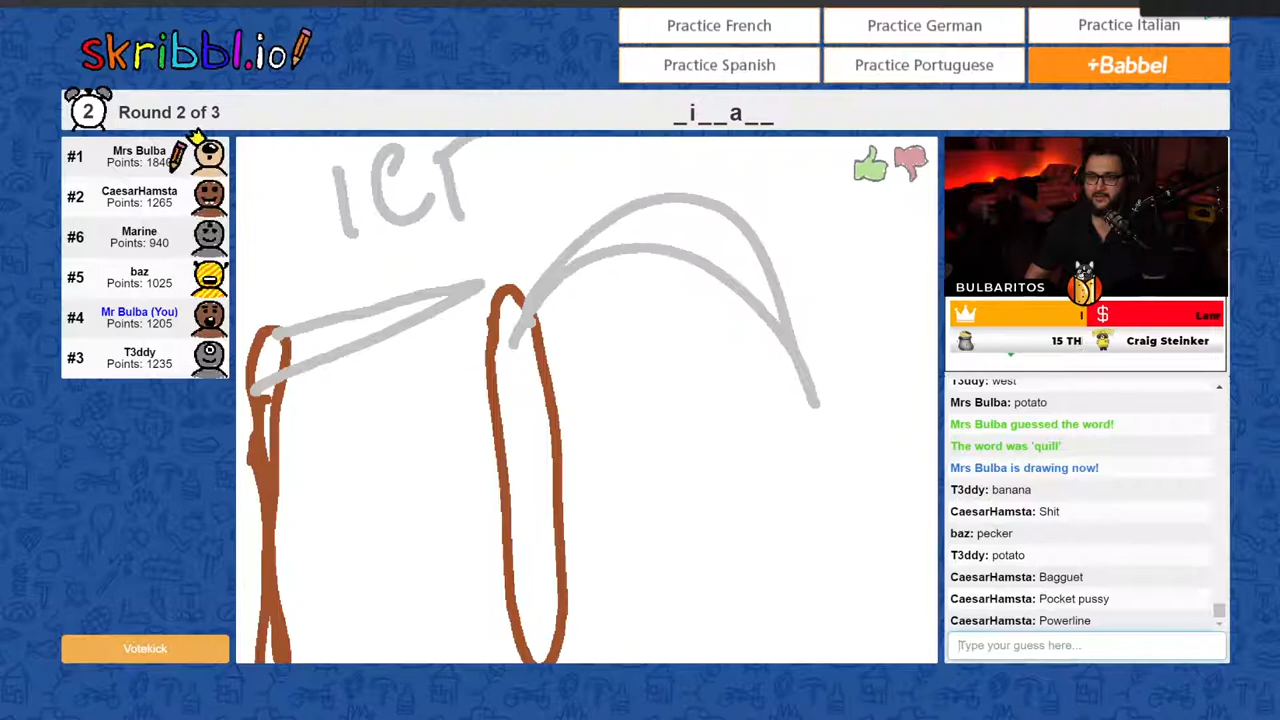 Practice French
Practice German
Practice Italian
skribbl.io
Practice Spanish
Practice Portuguese
+Babbel
2
Round 2 of 3
_i__a__
#1
Mrs Bulba
Points: 1846
#2
CaesarHamsta
Points: 1265
#6
Marine
Points: 940
#5
baz
Points: 1025
#4
Mr Bulba (You)
Points: 1205
#3
T3ddy
Points: 1235
Votekick
BULBARITOS
$
15 TH
Craig Steinker
T3ddy: west
Mrs Bulba: potato
Mrs Bulba guessed the word!
The word was 'quill'
Mrs Bulba is drawing now!
T3ddy: banana
CaesarHamsta: Shit
baz: pecker
T3ddy: potato
CaesarHamsta: Bagguet
CaesarHamsta: Pocket pussy
CaesarHamsta: Powerline
Type your guess here...